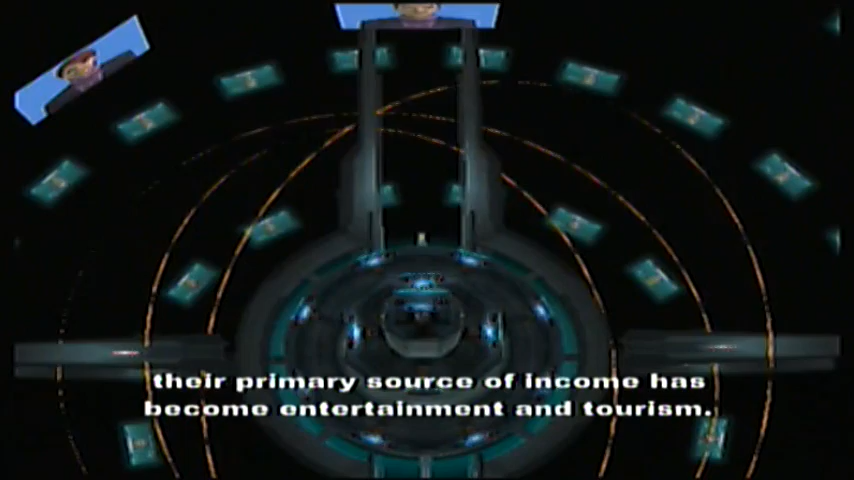 their primary source of income has
become entertainment and tourism.